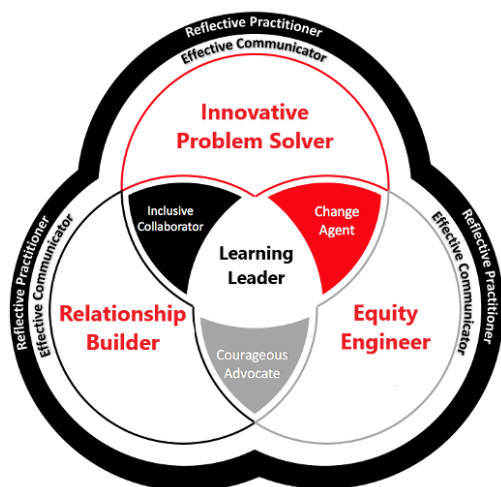 Reflective Practitioner
Effective Communicator
Innovative
Problem Solver
Inclusive
Collaborator
Change
Agent
Learning
Leader
Reflective Practitioner
Effective Communicator
Relationship
Builder
Equity
Engineer
Effective Communicator
Reflective Practitioner
Courageous
Advocate